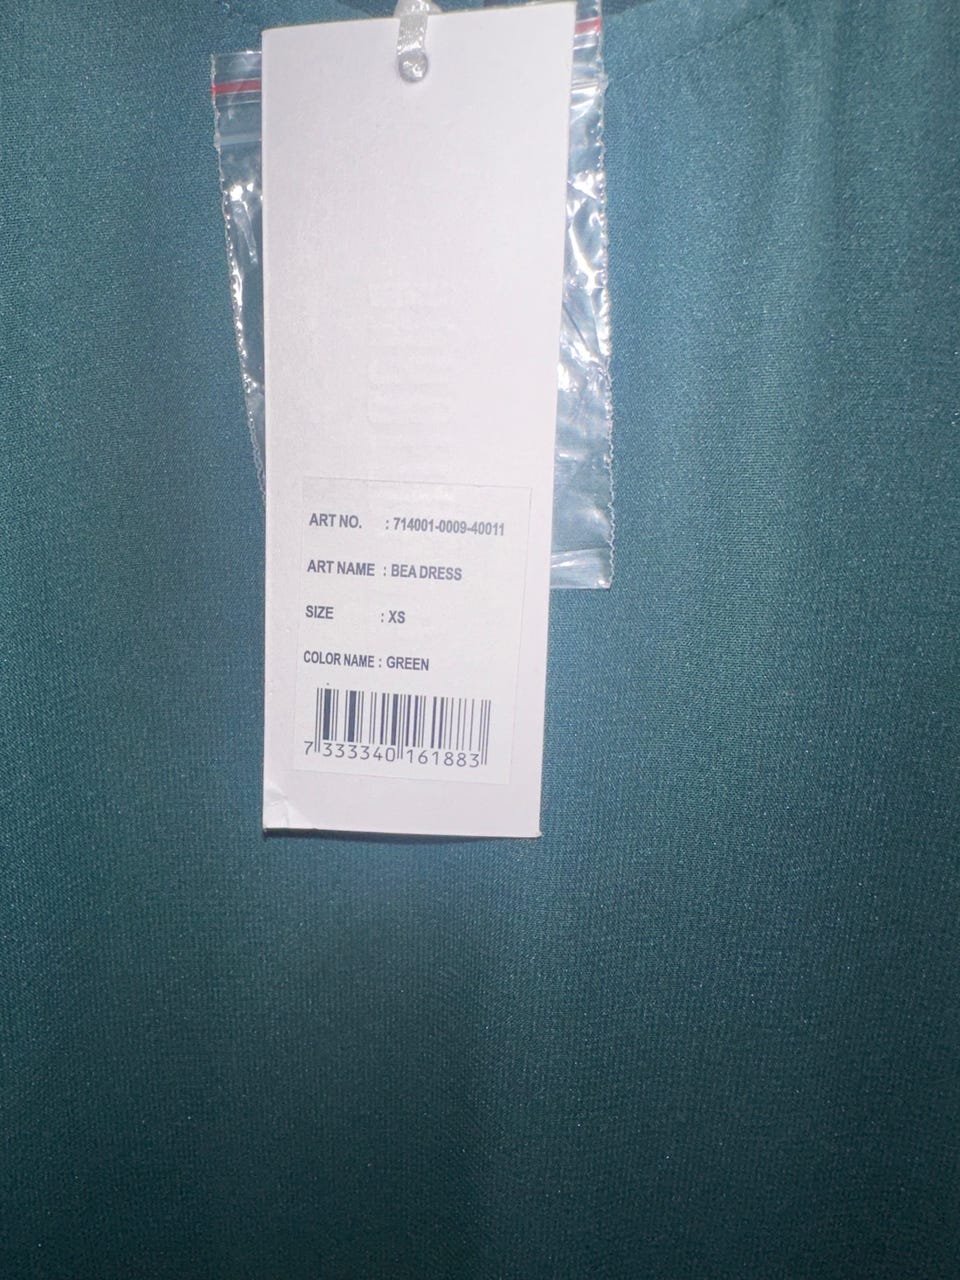 ART NO. : 714001-0009-40011
ART NAME : BEA DRESS
SIZE : XS
COLOR NAME : GREEN
7 333340 161883